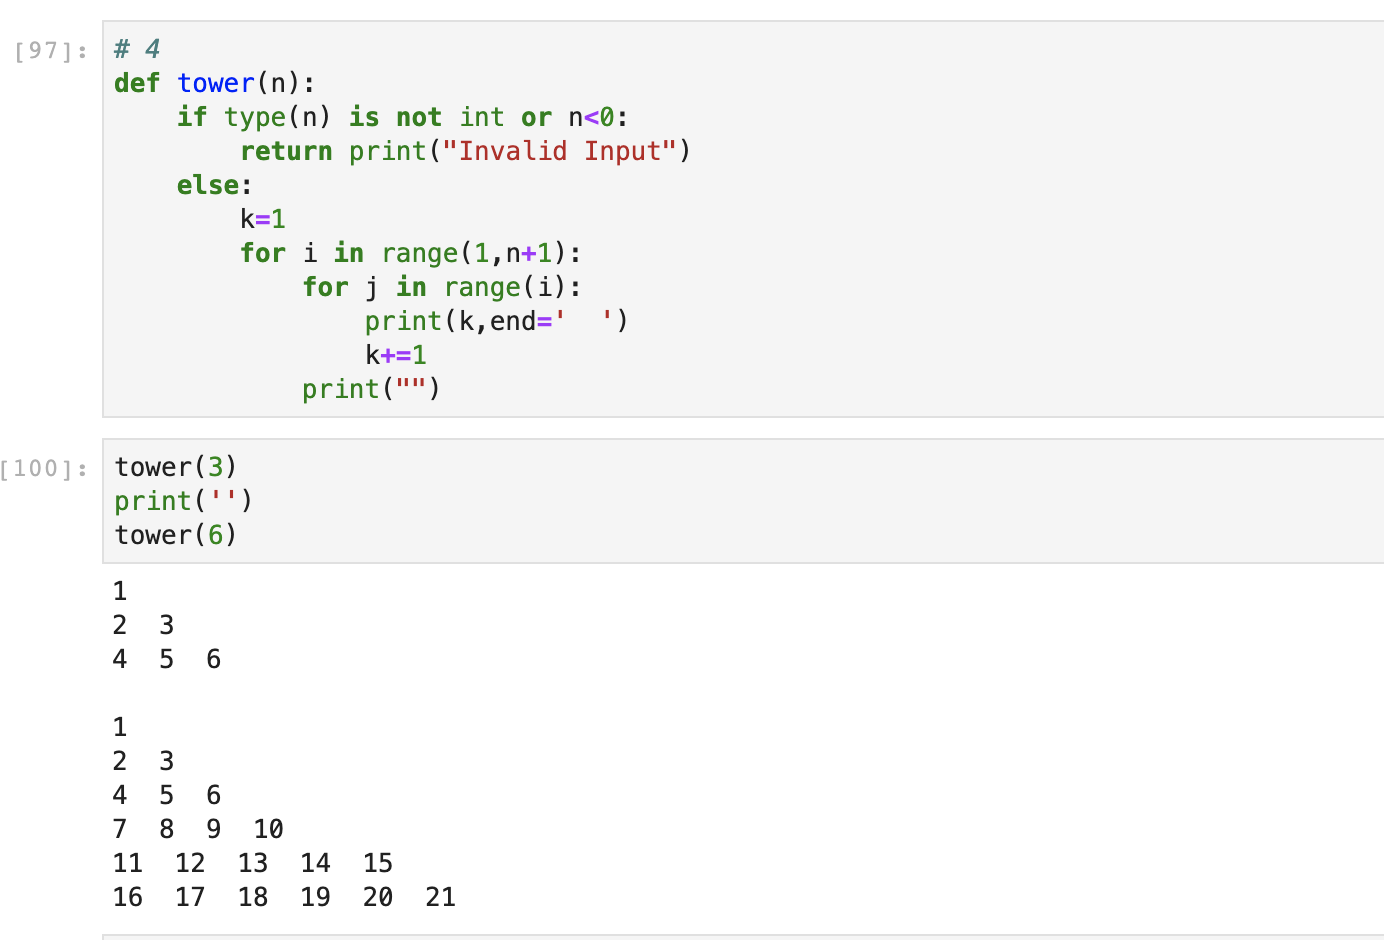 [97]:
# 4
def tower(n):
    if type(n) is not int or n<0:
        return print("Invalid Input")
    else:
        k=1
        for i in range(1,n+1):
            for j in range(i):
                print(k,end='  ')
                k+=1
            print("")
[100]:
tower(3)
print('')
tower(6)
1
2  3
4  5  6

1
2  3
4  5  6
7  8  9  10
11  12  13  14  15
16  17  18  19  20  21